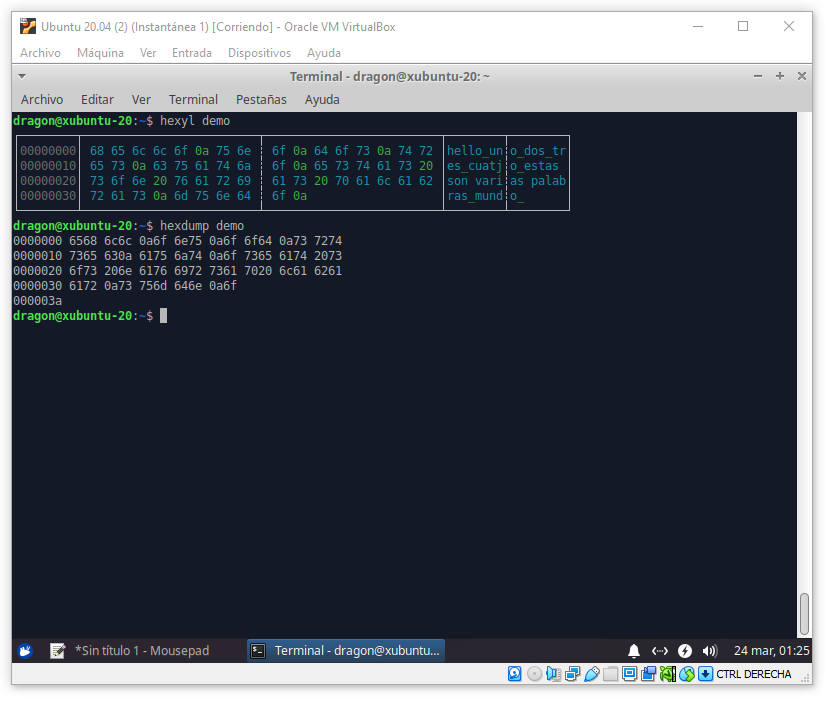 Ubuntu 20.04 (2) (Instantánea 1) [Corriendo] - Oracle VM VirtualBox
Archivo Máquina Ver Entrada Dispositivos Ayuda
Terminal - dragon@xubuntu-20: ~
Archivo Editar Ver Terminal Pestañas Ayuda
dragon@xubuntu-20:~$ hexyl demo
00000000 68 65 6c 6c 6f 0a 75 6e 6f 0a 64 6f 73 0a 74 72 hello_un o_dos_tr
00000010 65 73 0a 63 75 61 74 6a 6f 0a 65 73 74 61 73 20 es_cuatj o_estas
00000020 73 6f 6e 20 76 61 72 69 61 73 20 70 61 6c 61 62 son vari as palab
00000030 72 61 73 0a 6d 75 6e 64 6f 0a ras_mund o_
dragon@xubuntu-20:~$ hexdump demo
0000000 6568 6c6c 0a6f 6e75 0a6f 6f64 0a73 7274
0000010 7365 630a 6175 6a74 0a6f 7365 6174 2073
0000020 6f73 206e 6176 6972 7361 7020 6c61 6261
0000030 6172 0a73 756d 646e 0a6f
000003a
dragon@xubuntu-20:~$
*Sin título 1 - Mousepad Terminal - dragon@xubuntu... 24 mar, 01:25
CTRL DERECHA